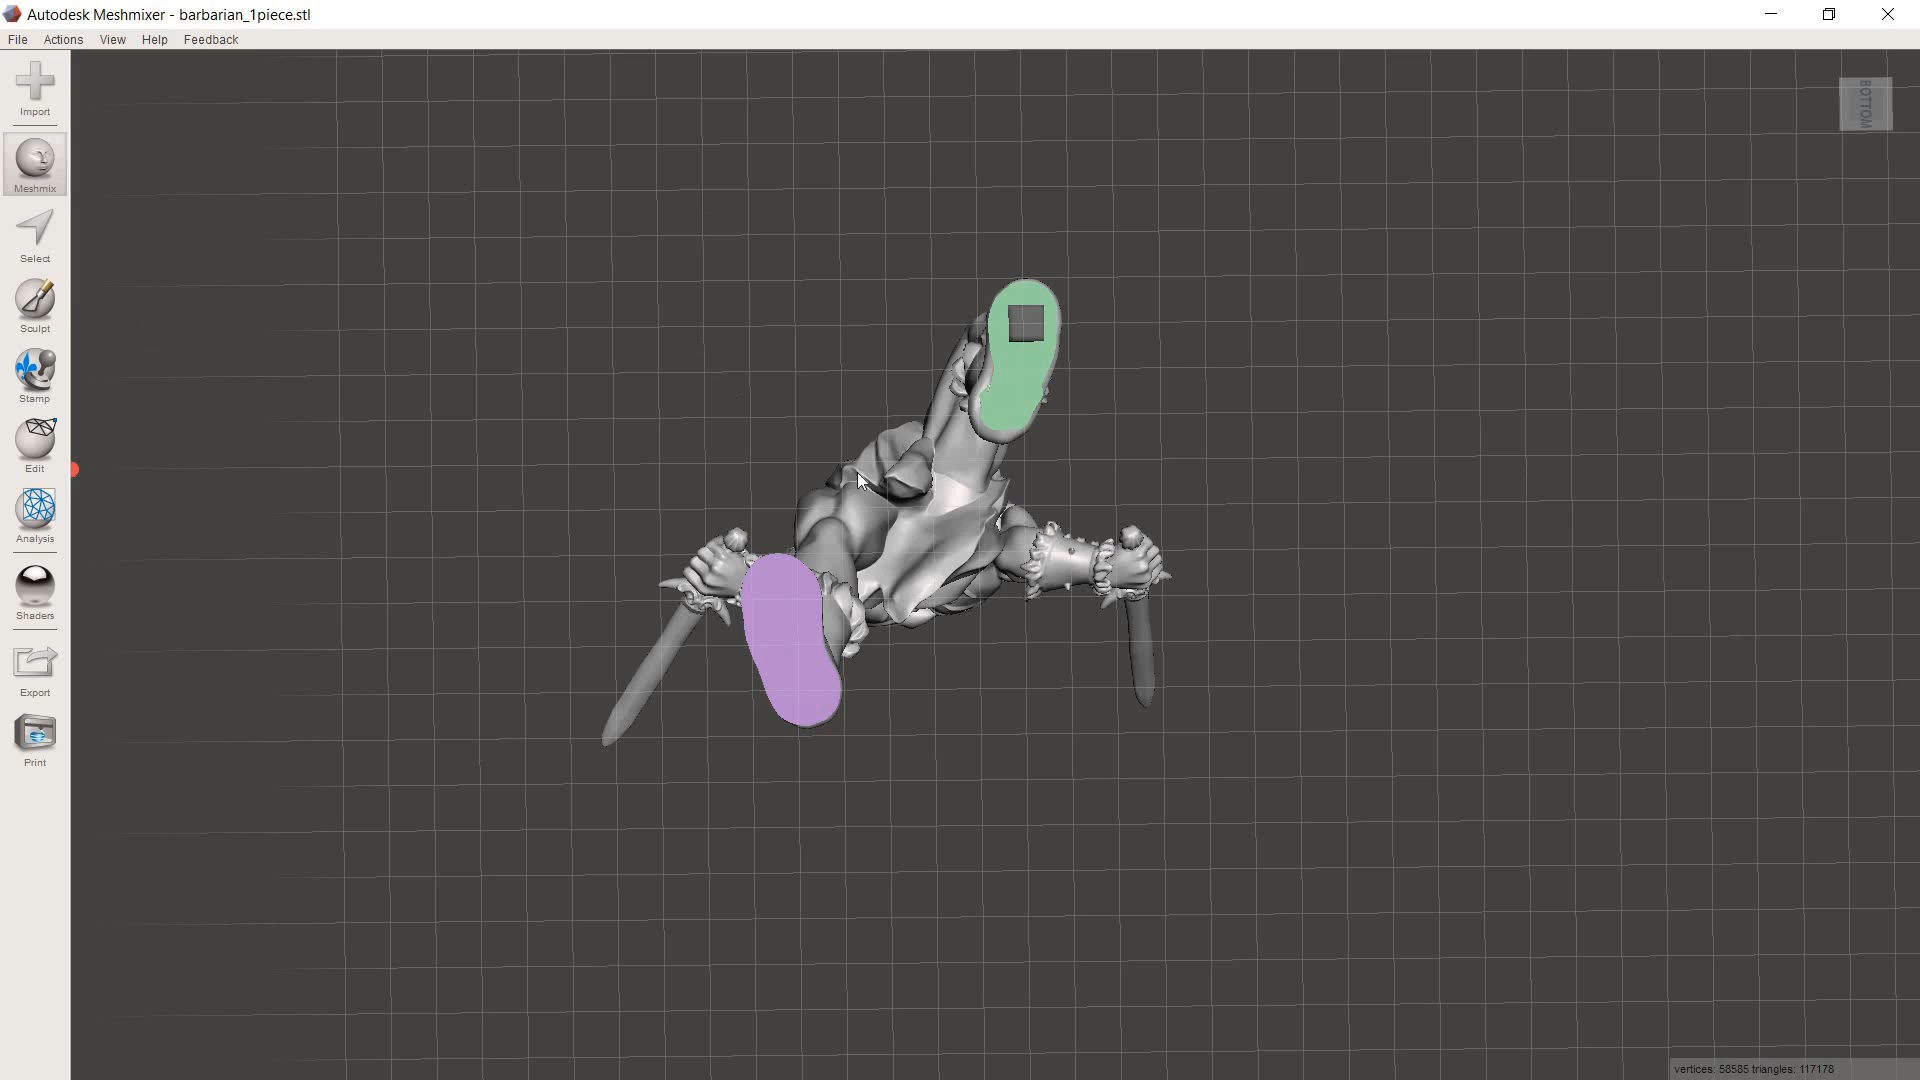 Autodesk Meshmixer - barbarian_1piece.stl
File Actions View Help Feedback
Import
Meshmix
Select
Sculpt
Stamp
Edit
Analysis
Shaders
Export
Print
BOTTOM
vertices: 58585 triangles: 117178